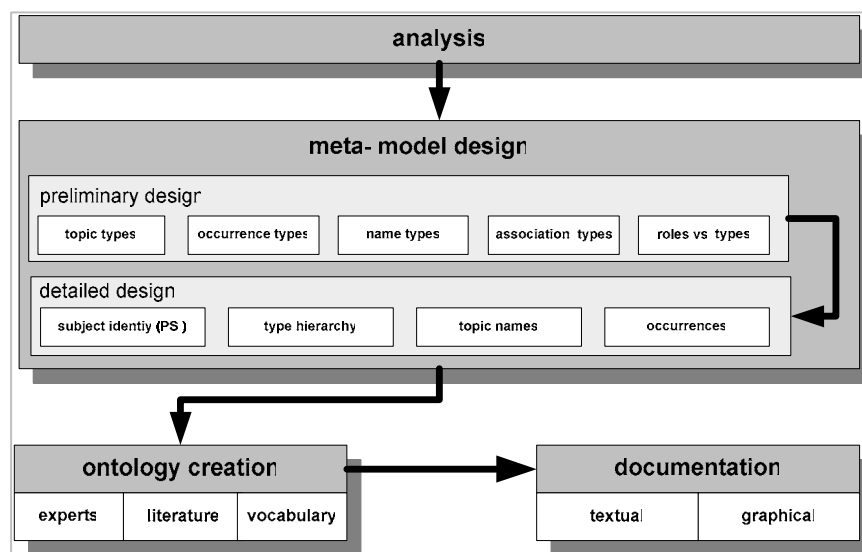 analysis
meta- model design
preliminary design
topic types
occurrence types
name types
association types
roles vs types
detailed design
subject identiy (PS )
type hierarchy
topic names
occurrences
ontology creation
experts
literature
vocabulary
documentation
textual
graphical